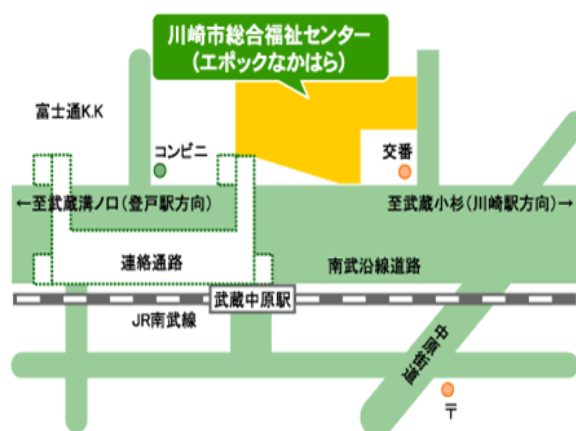 川崎市総合福祉センター
(エポックなかはら)
富士通K.K
コンビニ
交番
←至武蔵溝ノ口(登戸駅方向)
至武蔵小杉(川崎駅方向)→
連絡通路
南武沿線道路
武蔵中原駅
JR南武線
中原街道
〒